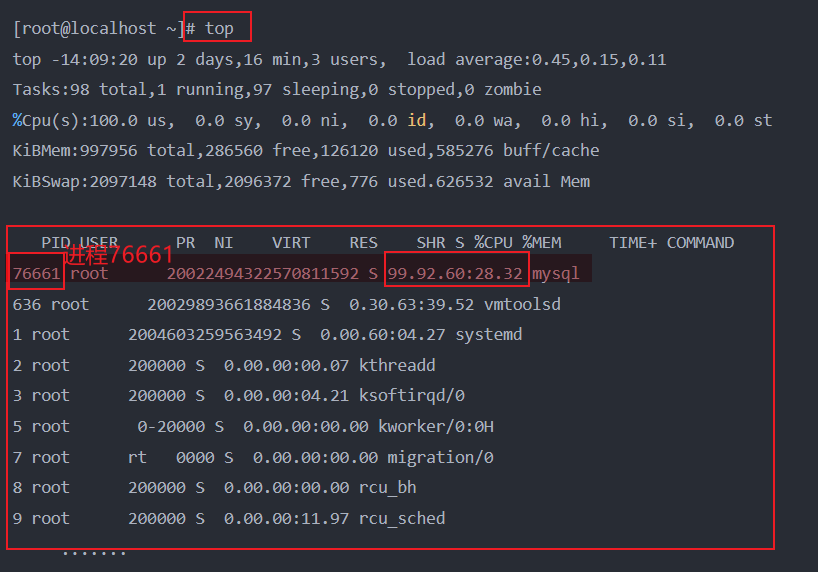 [root@localhost ~]# top
top -14:09:20 up 2 days,16 min,3 users,  load average:0.45,0.15,0.11
Tasks:98 total,1 running,97 sleeping,0 stopped,0 zombie
%Cpu(s):100.0 us,  0.0 sy,  0.0 ni,  0.0 id,  0.0 wa,  0.0 hi,  0.0 si,  0.0 st
KiBMem:997956 total,286560 free,126120 used,585276 buff/cache
KiBSwap:2097148 total,2096372 free,776 used.626532 avail Mem
PID USER      PR  NI    VIRT    RES    SHR S %CPU %MEM     TIME+ COMMAND
进程76661
76661 root      20022494322570811592 S 99.92.60:28.32 mysql
636 root      20029893661884836 S  0.30.63:39.52 vmtoolsd
1 root      2004603259563492 S  0.00.60:04.27 systemd
2 root      200000 S  0.00.00:00.07 kthreadd
3 root      200000 S  0.00.00:04.21 ksoftirqd/0
5 root       0-20000 S  0.00.00:00.00 kworker/0:0H
7 root      rt   0000 S  0.00.00:00.00 migration/0
8 root      200000 S  0.00.00:00.00 rcu_bh
9 root      200000 S  0.00.00:11.97 rcu_sched
.......